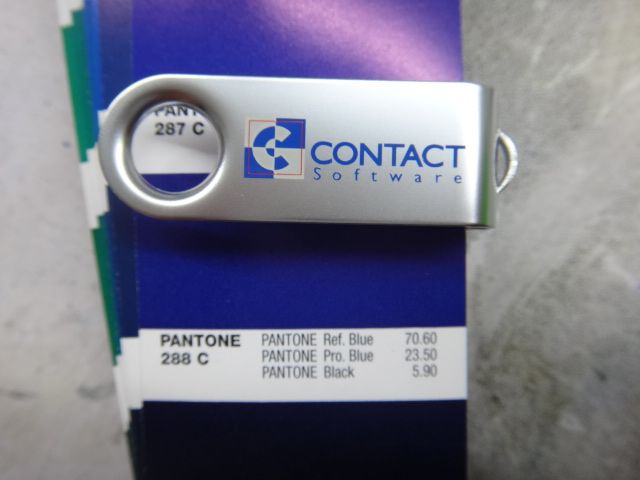 PANTONE
287 C
CONTACT
Software
PANTONE 288 C
PANTONE Ref. Blue 70.60
PANTONE Pro. Blue 23.50
PANTONE Black 5.90